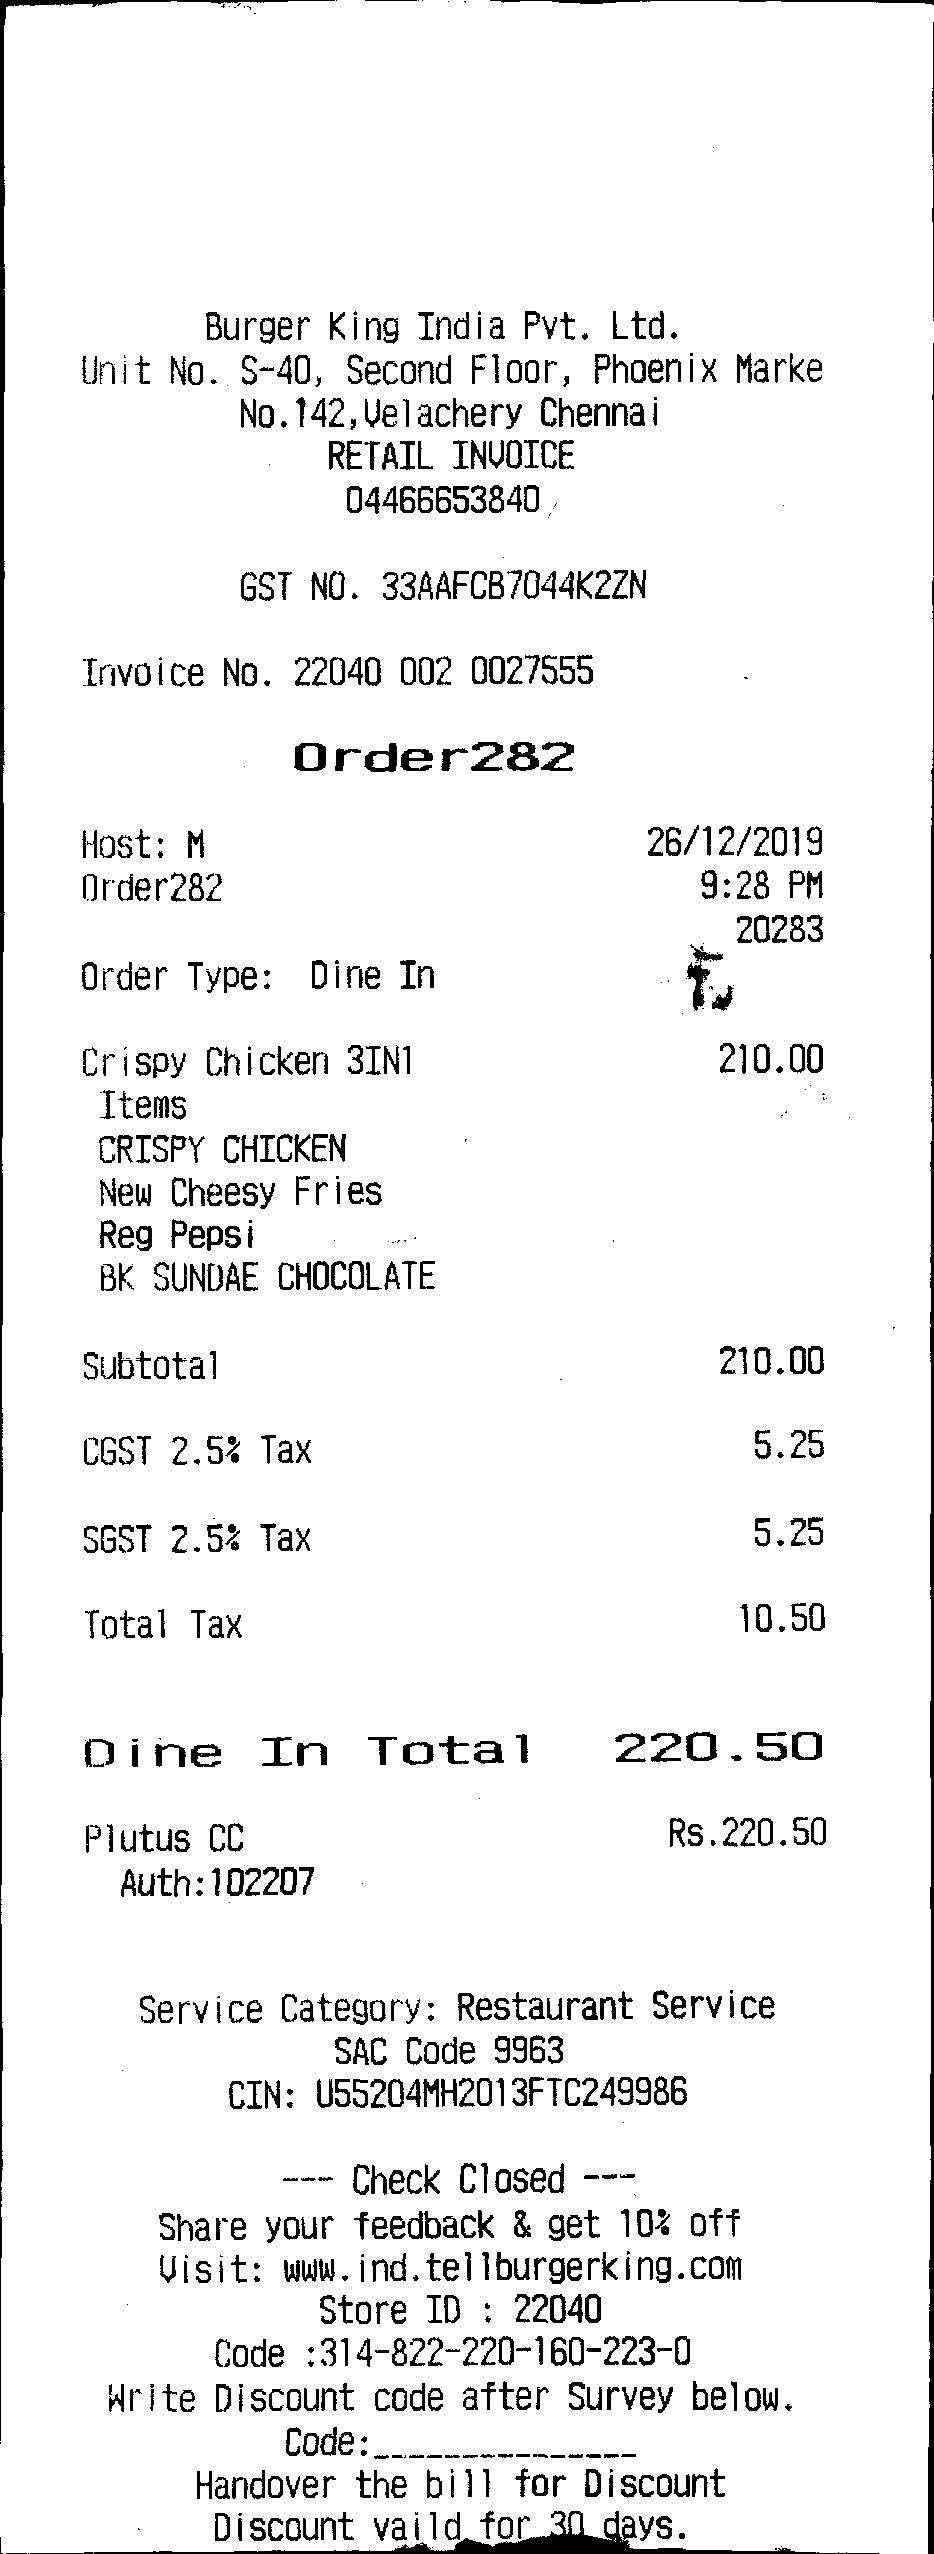 Burger King India Pvt. Ltd.
Unit No. S-40, Second Floor, Phoenix Marke
No.142,Velachery Chennai
RETAIL INVOICE
04466653840
GST NO. 33AAFCB7044K2ZN
Invoice No. 22040 002 0027555
Order282
Host: M 26/12/2019
Order282 9:28 PM
20283
Order Type: Dine In
Crispy Chicken 3IN1 210.00
Items
CRISPY CHICKEN
New Cheesy Fries
Reg Pepsi
BK SUNDAE CHOCOLATE
Subtotal 210.00
CGST 2.5% Tax 5.25
SGST 2.5% Tax 5.25
Total Tax 10.50
Dine In Total 220.50
Plutus CC Rs.220.50
Auth:102207
Service Category: Restaurant Service
SAC Code 9963
CIN: U55204MH2013FTC249986
--- Check Closed ---
Share your feedback & get 10% off
Visit: www.ind.tellburgerking.com
Store ID : 22040
Code :314-822-220-160-223-0
Write Discount code after Survey below.
Code:_______________
Handover the bill for Discount
Discount vaild for 30 days.